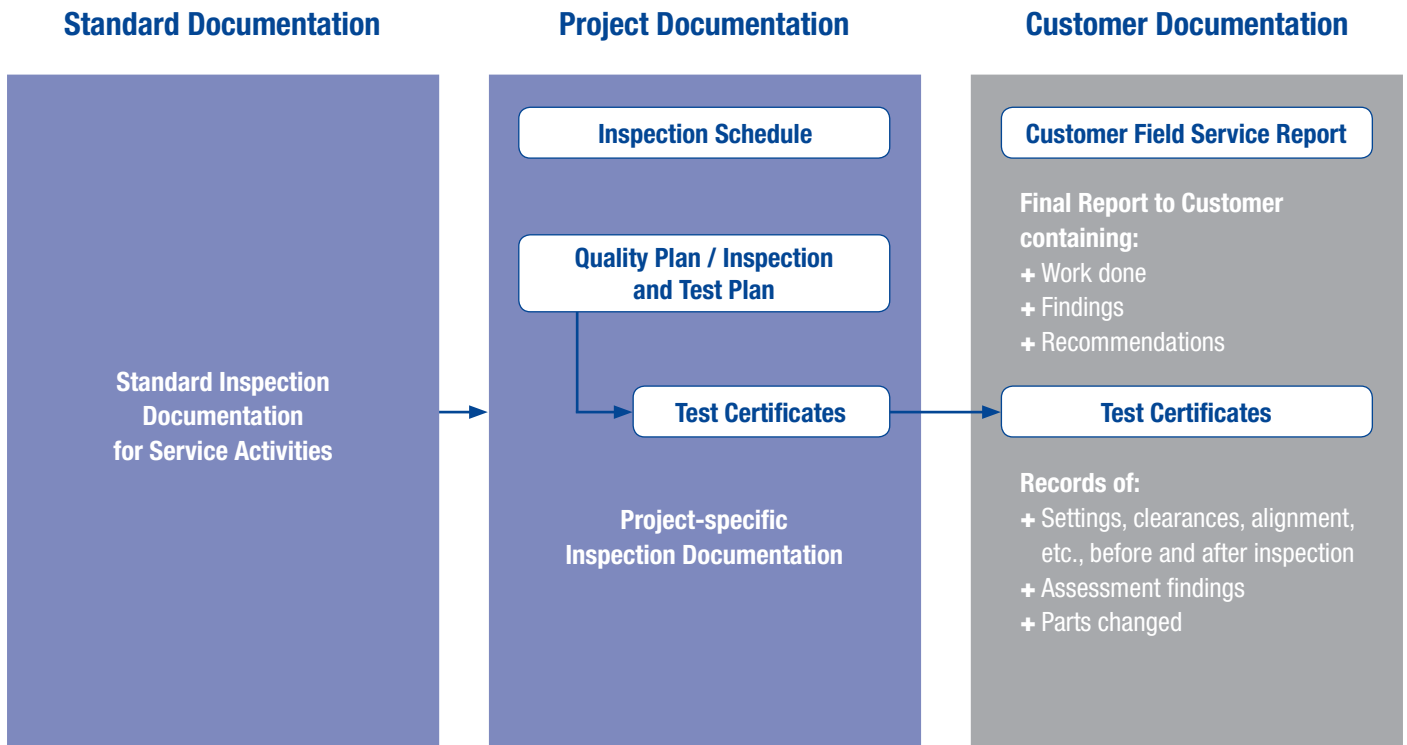 Standard Documentation
Project Documentation
Customer Documentation
Standard Inspection
Documentation
for Service Activities
Inspection Schedule
Quality Plan / Inspection
and Test Plan
Test Certificates
Project-specific
Inspection Documentation
Customer Field Service Report
Final Report to Customer
containing:
+ Work done
+ Findings
+ Recommendations
Test Certificates
Records of:
+ Settings, clearances, alignment,
etc., before and after inspection
+ Assessment findings
+ Parts changed